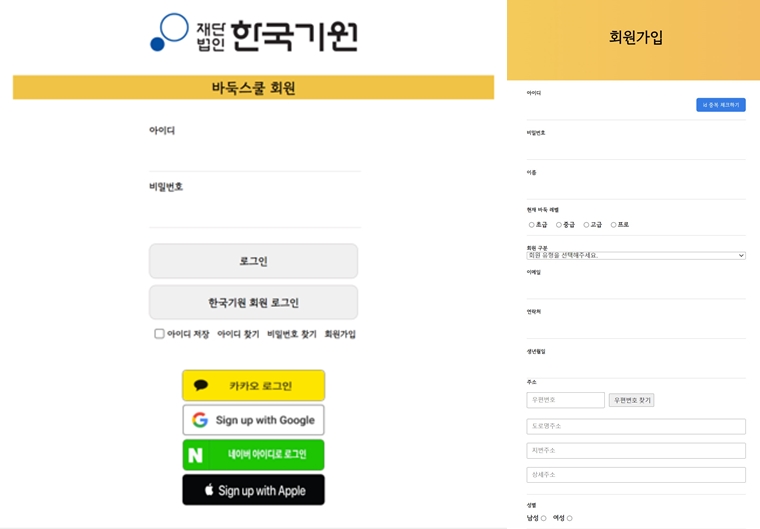 재단
법인
한국기원
바둑스쿨 회원
아이디
비밀번호
로그인
한국기원 회원 로그인
아이디 저장 아이디 찾기 비밀번호 찾기 회원가입
카카오 로그인
Sign up with Google
네이버 아이디로 로그인
Sign up with Apple
회원가입
아이디
중복 체크하기
비밀번호
이름
현재 바둑 레벨
초급 중급 고급 프로
회원 구분
회원 유형을 선택해주세요.
이메일
연락처
생년월일
주소
우편번호 우편번호 찾기
도로명주소
지번주소
상세주소
성별
남성 여성